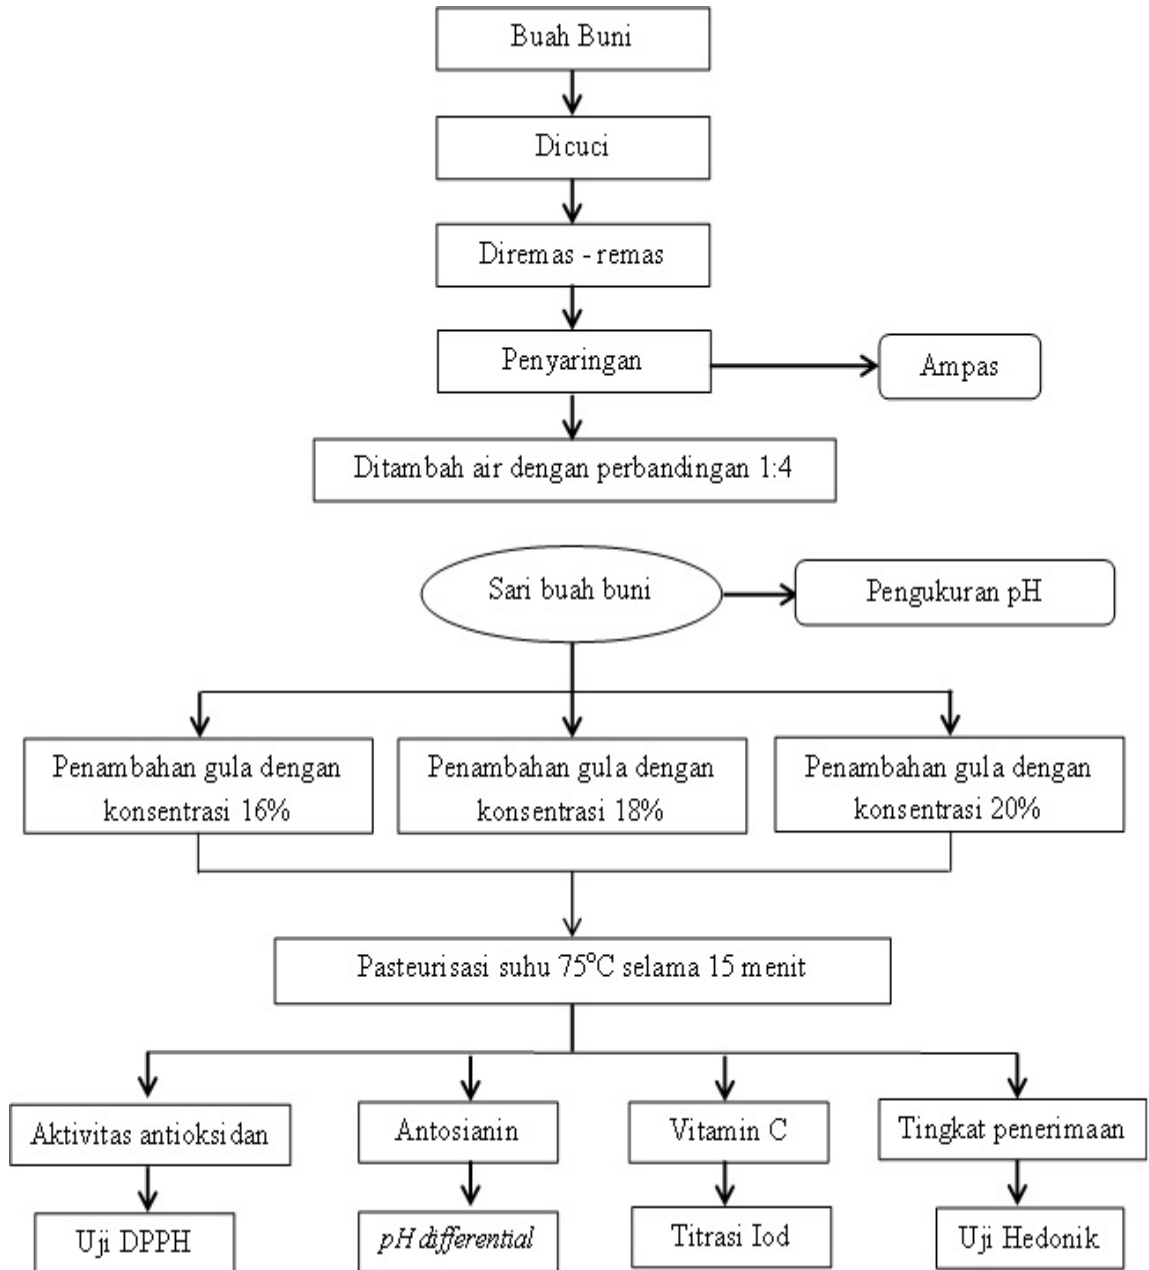 Buah Buni
Dicuci
Diremas - remas
Penyaringan
Ampas
Ditambah air dengan perbandingan 1:4
Sari buah buni
Pengukuran pH
Penambahan gula dengan
konsentrasi 16%
Penambahan gula dengan
konsentrasi 18%
Penambahan gula dengan
konsentrasi 20%
Pasteurisasi suhu 75°C selama 15 menit
Aktivitas antioksidan
Antosianin
Vitamin C
Tingkat penerimaan
Uji DPPH
pH differential
Titrasi Iod
Uji Hedonik